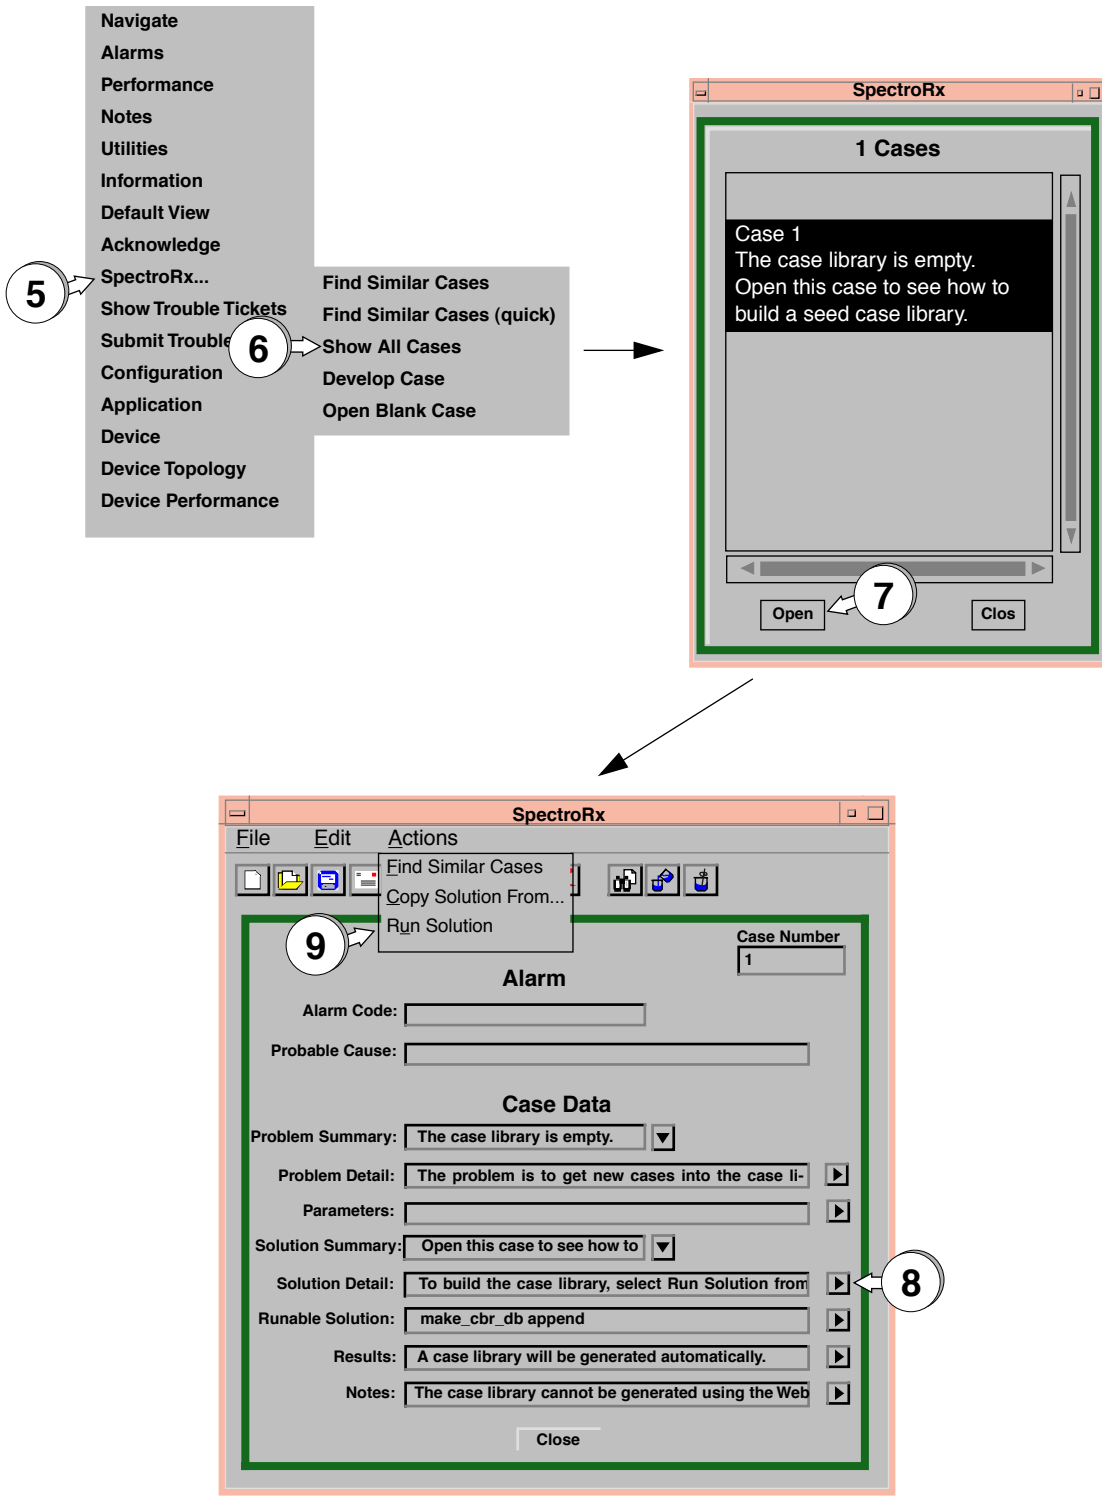 Navigate
Alarms
Performance
Notes
Utilities
Information
Default View
Acknowledge
SpectroRx...
Show Trouble Tickets
Submit Trouble
Configuration
Application
Device
Device Topology
Device Performance
5
Find Similar Cases
Find Similar Cases (quick)
Show All Cases
Develop Case
Open Blank Case
6
SpectroRx
1 Cases
Case 1
The case library is empty.
Open this case to see how to
build a seed case library.
Open
7
Clos
SpectroRx
File Edit Actions
Find Similar Cases
Copy Solution From...
Run Solution
9
Case Number
1
Alarm
Alarm Code:
Probable Cause:
Case Data
Problem Summary: The case library is empty.
Problem Detail: The problem is to get new cases into the case li-
Parameters:
Solution Summary: Open this case to see how to
Solution Detail: To build the case library, select Run Solution from
8
Runable Solution: make_cbr_db append
Results: A case library will be generated automatically.
Notes: The case library cannot be generated using the Web
Close